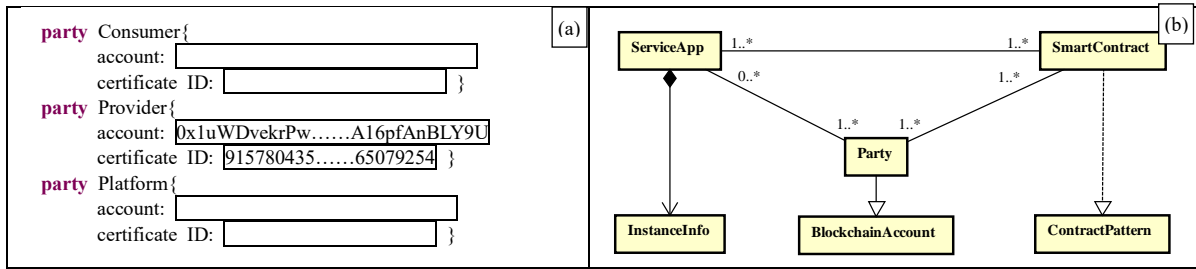 (a)
party Consumer{
account:
certificate ID: }
party Provider{
account: 0x1uWDvekrPw……A16pfAnBLY9U
certificate ID: 915780435……65079254 }
party Platform{
account:
certificate ID: }
(b)
ServiceApp 1..* 1..* SmartContract
0..* 1..*
1..* 1..*
Party
InstanceInfo BlockchainAccount ContractPattern